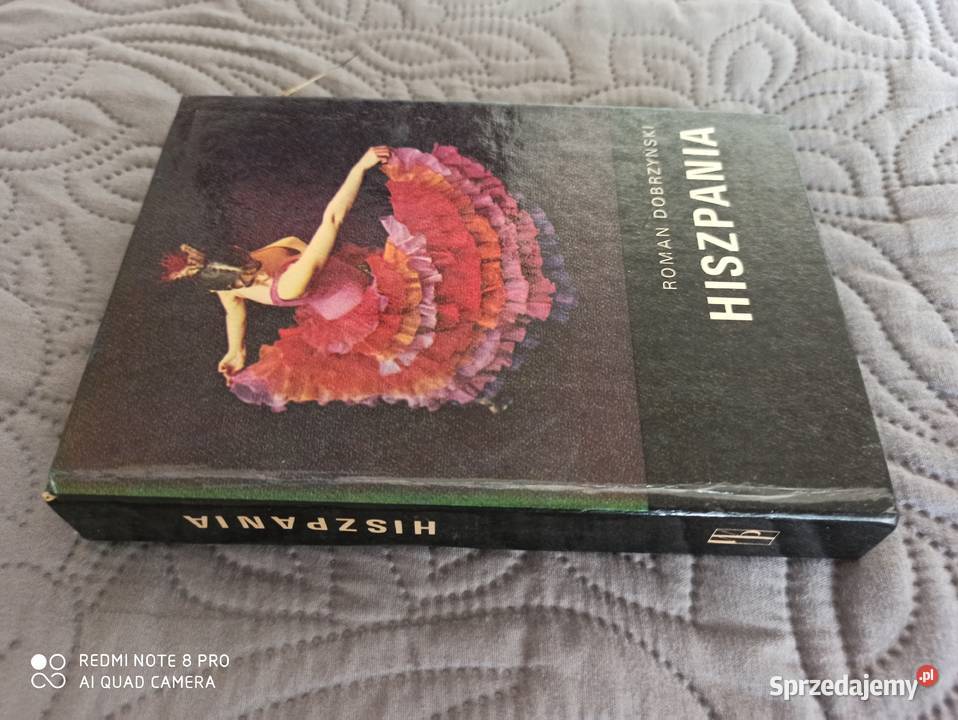 ROMAN DOBRZYŃSKI
HISZPANIA
HISZPANIA
REDMI NOTE 8 PRO
AI QUAD CAMERA
Sprzedajemy.pl